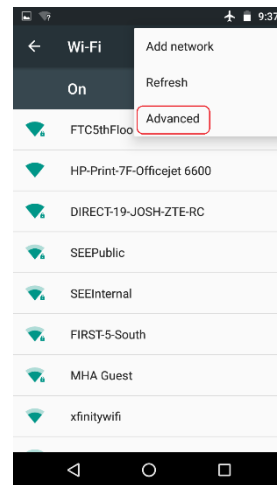 9:37
Wi-Fi
Add network
On
Refresh
Advanced
FTC5thFloo
HP-Print-7F-Officejet 6600
DIRECT-19-JOSH-ZTE-RC
SEEPublic
SEEInternal
FIRST-5-South
MHA Guest
xfinitywifi